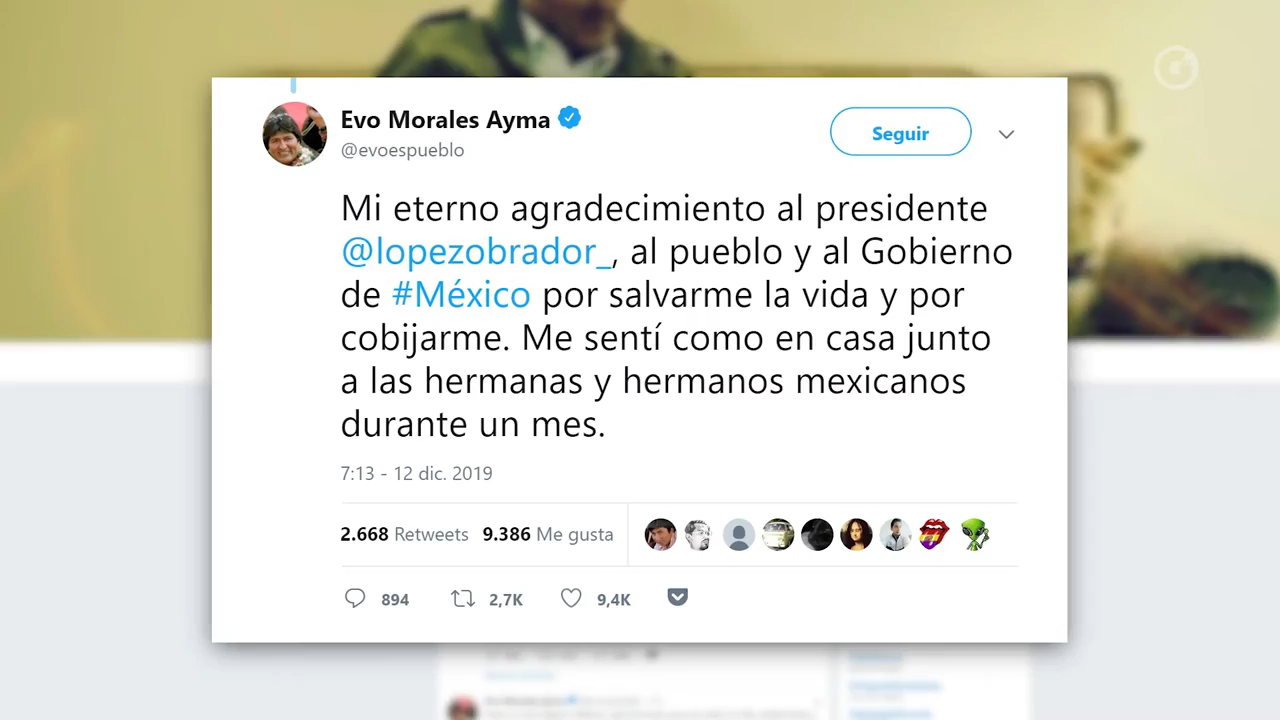 Evo Morales Ayma
@evoespueblo
Seguir
Mi eterno agradecimiento al presidente
@lopezobrador_, al pueblo y al Gobierno
de #México por salvarme la vida y por
cobijarme. Me sentí como en casa junto
a las hermanas y hermanos mexicanos
durante un mes.
7:13 - 12 dic. 2019
2.668 Retweets 9.386 Me gusta
894 2,7K 9,4K